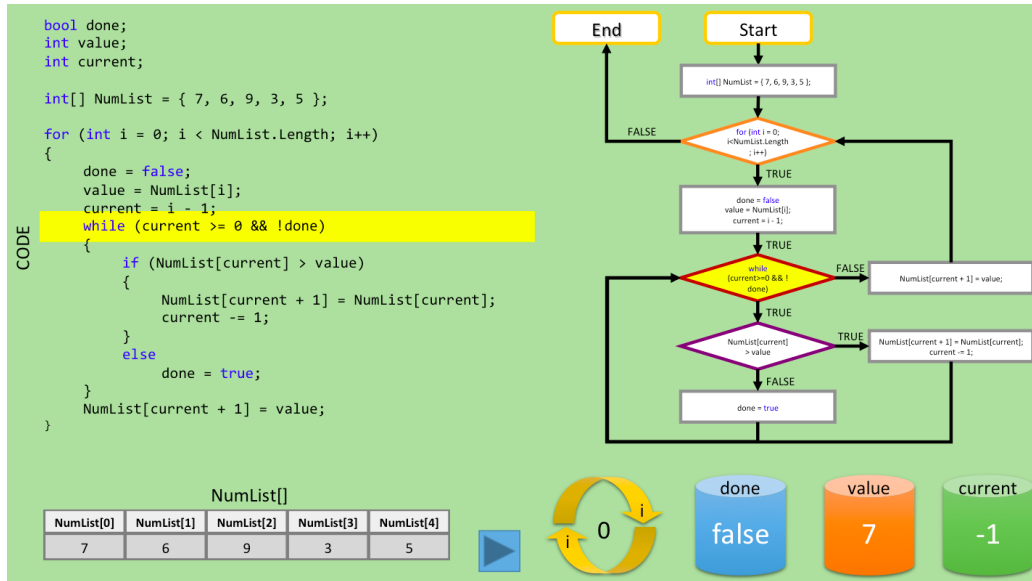 bool done;
int value;
int current;
int[] NumList = { 7, 6, 9, 3, 5 };
for (int i = 0; i < NumList.Length; i++)
{
done = false;
value = NumList[i];
current = i - 1;
while (current >= 0 && !done)
{
if (NumList[current] > value)
{
NumList[current + 1] = NumList[current];
current -= 1;
}
else
done = true;
}
NumList[current + 1] = value;
}
CODE
End
Start
int[] NumList = { 7, 6, 9, 3, 5 };
FALSE
for (int i = 0;
i<NumList.Length
; i++)
TRUE
done = false
value = NumList[i];
current = i - 1;
TRUE
while
(current>=0 && !
done)
FALSE
NumList[current + 1] = value;
TRUE
NumList[current]
> value
TRUE
NumList[current + 1] = NumList[current];
current -= 1;
FALSE
done = true
NumList[]
NumList[0] NumList[1] NumList[2] NumList[3] NumList[4]
7 6 9 3 5
i
0
i
done
false
value
7
current
-1